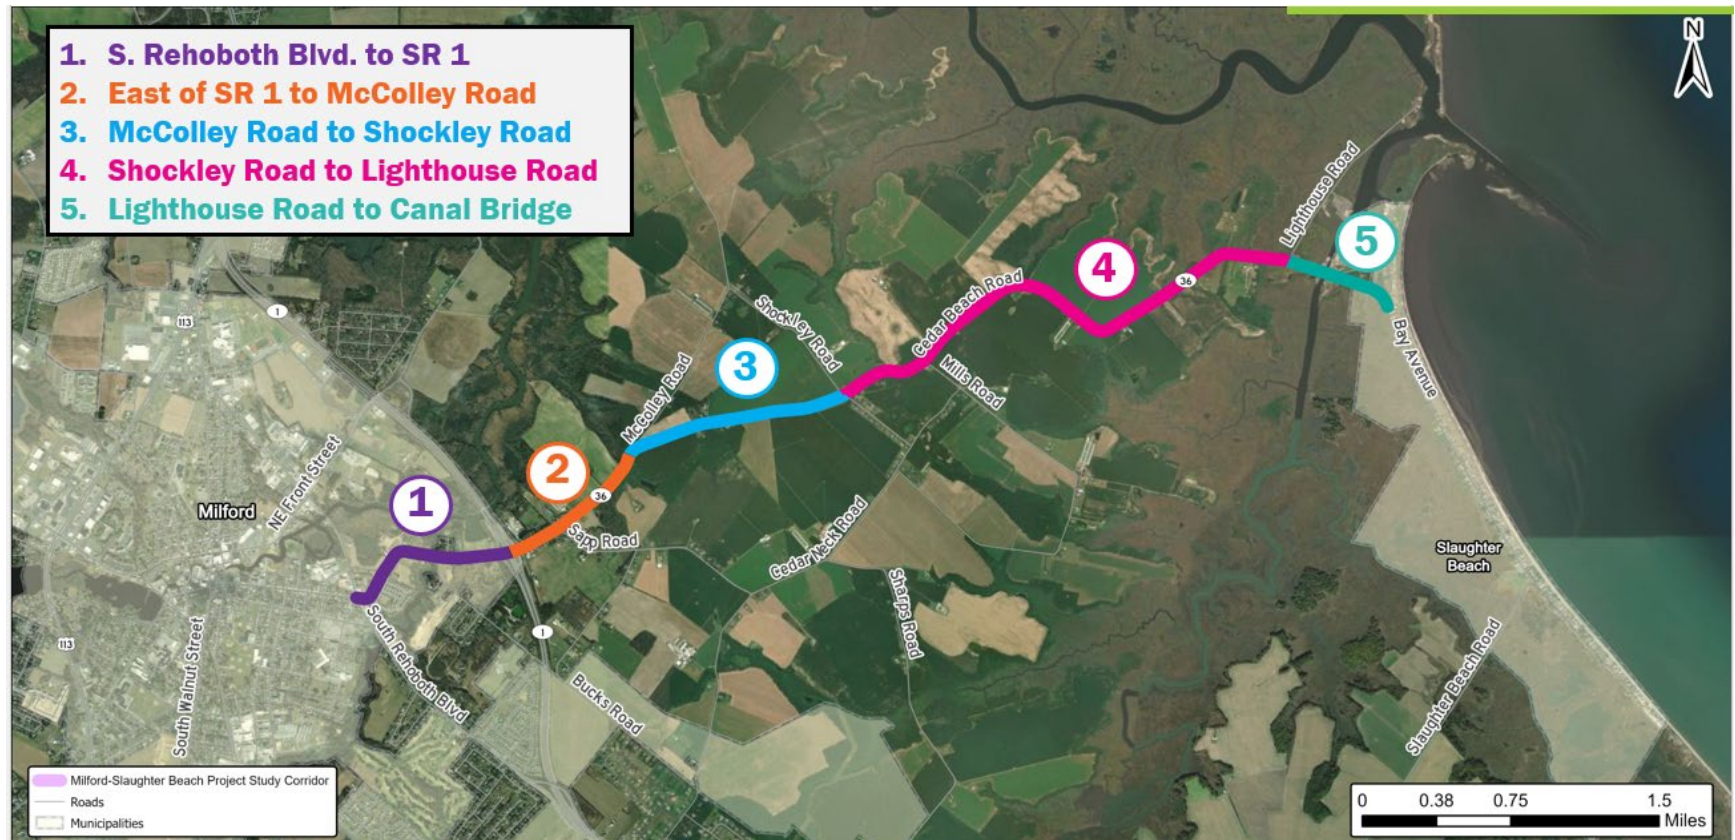 1. S. Rehoboth Blvd. to SR 1
2. East of SR 1 to McColley Road
3. McColley Road to Shockley Road
4. Shockley Road to Lighthouse Road
5. Lighthouse Road to Canal Bridge
N
Lighthouse Road
5
4
36
1
113
Shockley Road
Cedar Beach Road
Bay Avenue
3
Mills Road
McColley Road
2
36
NE Front Street
1
Milford
Sapp Road
Cedar Neck Road
Slaughter
Beach
Sharps Road
South Rehoboth Blvd
1
113
South Walnut Street
Bucks Road
Slaughter Beach Road
Milford-Slaughter Beach Project Study Corridor
Roads
Municipalities
0 0.38 0.75 1.5
Miles